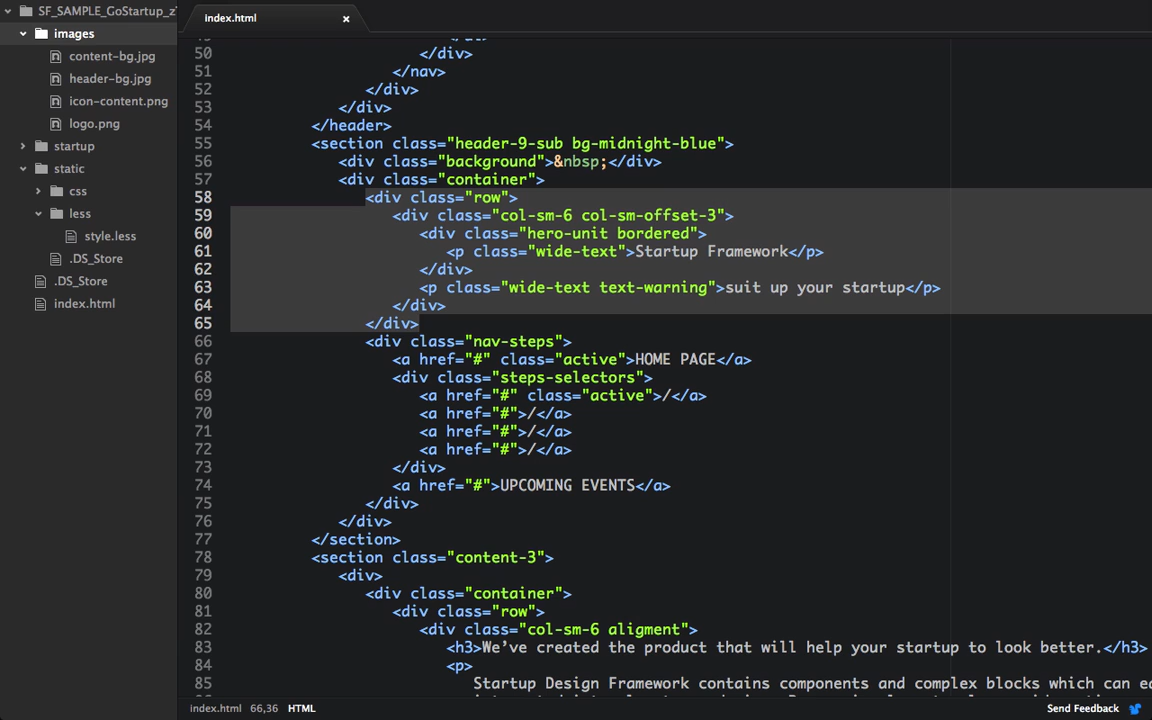 SF_SAMPLE_GoStartup_z
images
content-bg.jpg
header-bg.jpg
icon-content.png
logo.png
startup
static
css
less
style.less
.DS_Store
.DS_Store
index.html
index.html
50 </div>
51 </nav>
52 </div>
53 </div>
54 </header>
55 <section class="header-9-sub bg-midnight-blue">
56 <div class="background">&nbsp;</div>
57 <div class="container">
58 <div class="row">
59 <div class="col-sm-6 col-sm-offset-3">
60 <div class="hero-unit bordered">
61 <p class="wide-text">Startup Framework</p>
62 </div>
63 <p class="wide-text text-warning">suit up your startup</p>
64 </div>
65 </div>
66 <div class="nav-steps">
67 <a href="#" class="active">HOME PAGE</a>
68 <div class="steps-selectors">
69 <a href="#" class="active">/</a>
70 <a href="#">/</a>
71 <a href="#">/</a>
72 <a href="#">/</a>
73 </div>
74 <a href="#">UPCOMING EVENTS</a>
75 </div>
76 </div>
77 </section>
78 <section class="content-3">
79 <div>
80 <div class="container">
81 <div class="row">
82 <div class="col-sm-6 aligment">
83 <h3>We've created the product that will help your startup to look better.</h3>
84 <p>
85 Startup Design Framework contains components and complex blocks which can
index.html 66,36 HTML
Send Feedback